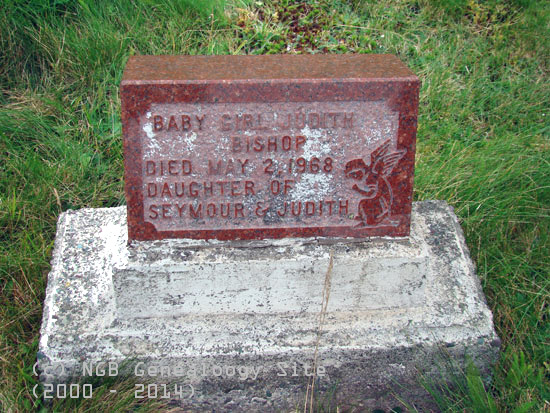 BABY GIRL JUDITH
BISHOP
DIED MAY 2, 1968
DAUGHTER OF
SEYMOUR & JUDITH
(c) NGB Genealogy Site
(2000 - 2014)